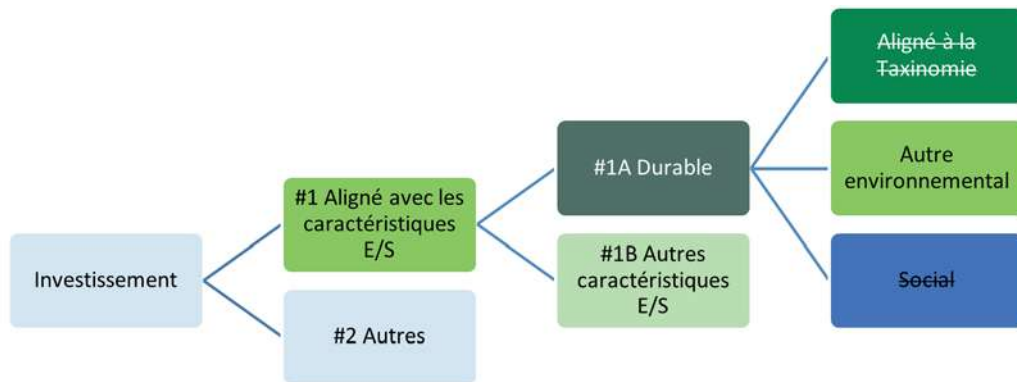 Investissement
#1 Aligné avec les
caractéristiques
E/S
#2 Autres
#1A Durable
#1B Autres
caractéristiques
E/S
Aligné à la
Taxinomie
Autre
environnemental
Social